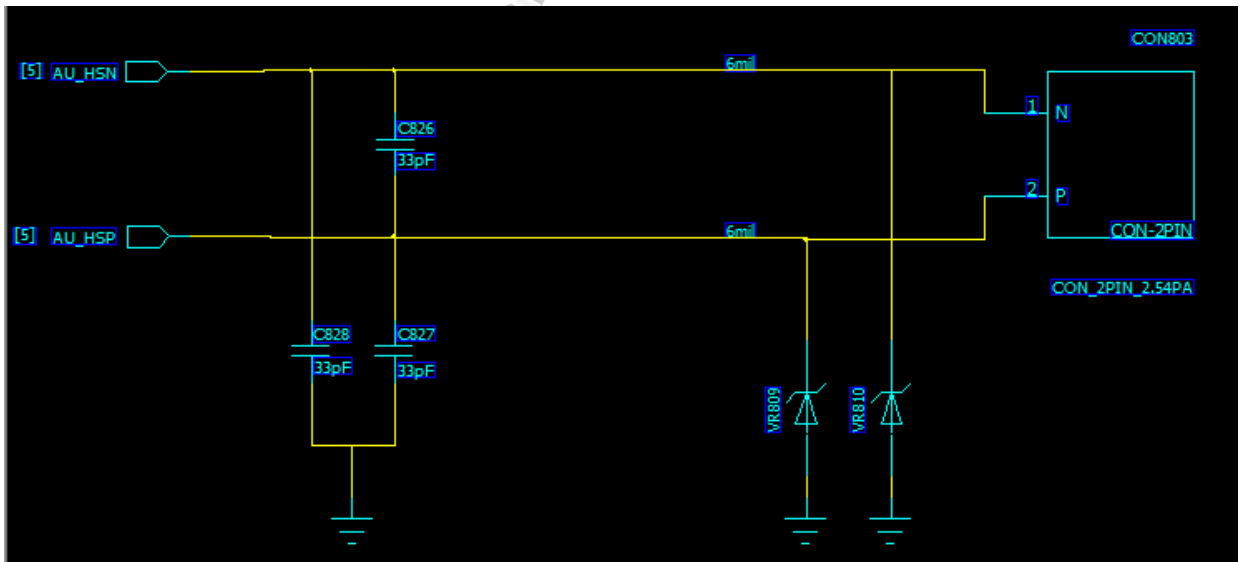 CON803
[5] AU_HSN
6mil
1 N
C826
33pF
2 P
[5] AU_HSP
6mil
CON-2PIN
CON_2PIN_2.54PA
C828
C827
33pF
33pF
VR809
VR810